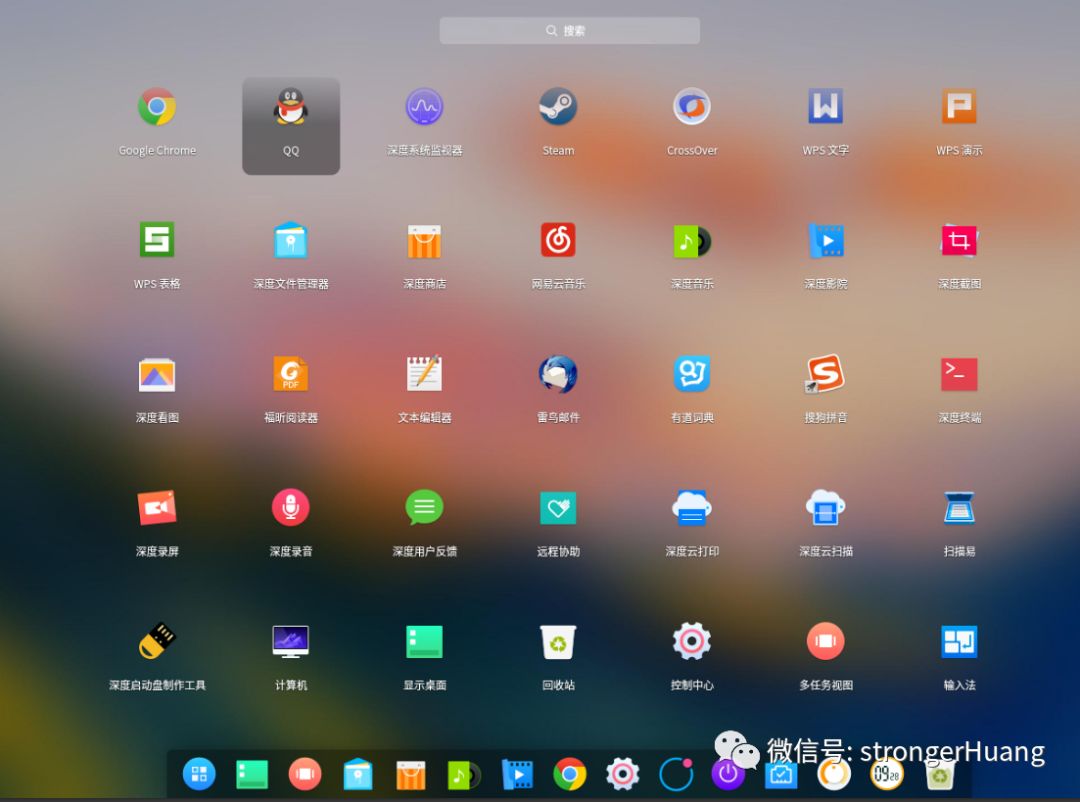 搜索
Google Chrome
QQ
深度系统监视器
Steam
CrossOver
WPS 文字
WPS 演示
WPS 表格
深度文件管理器
深度商店
网易云音乐
深度音乐
深度影院
深度截图
深度看图
PDF
福昕阅读器
文本编辑器
雷鸟邮件
有道词典
搜狗拼音
深度终端
深度录屏
深度录音
深度用户反馈
远程协助
深度云打印
深度云扫描
扫描易
深度启动盘制作工具
计算机
显示桌面
回收站
控制中心
多任务视图
输入法
微信号: strongerHuang
09 28